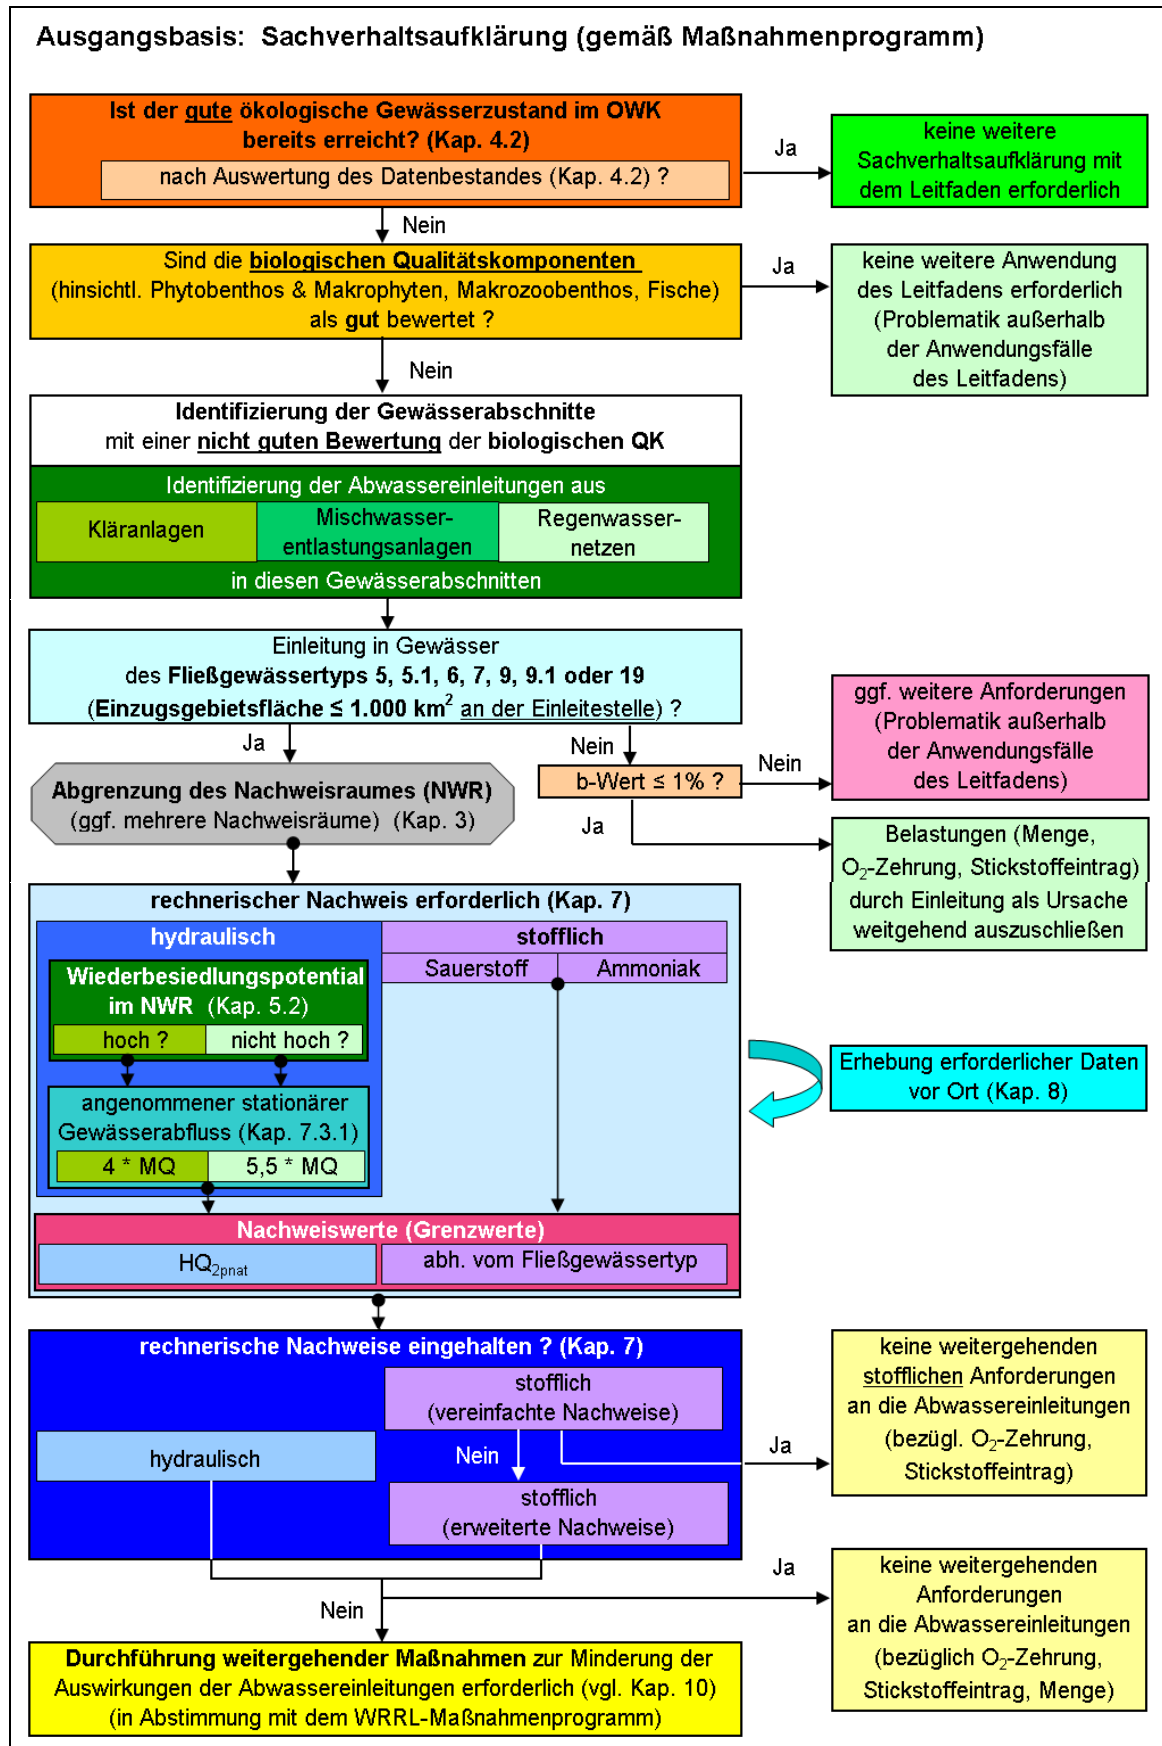 Ausgangsbasis: Sachverhaltsaufklärung (gemäß Maßnahmenprogramm)
Ist der gute ökologische Gewässerzustand im OWK
bereits erreicht? (Kap. 4.2)
nach Auswertung des Datenbestandes (Kap. 4.2) ?
Ja
keine weitere
Sachverhaltsaufklärung mit
dem Leitfaden erforderlich
Nein
Sind die biologischen Qualitätskomponenten
(hinsichtl. Phytobenthos & Makrophyten, Makrozoobenthos, Fische)
als gut bewertet ?
Ja
keine weitere Anwendung
des Leitfadens erforderlich
(Problematik außerhalb
der Anwendungsfälle
des Leitfadens)
Nein
Identifizierung der Gewässerabschnitte
mit einer nicht guten Bewertung der biologischen QK
Identifizierung der Abwassereinleitungen aus
Kläranlagen
Mischwasser-
entlastungsanlagen
Regenwasser-
netzen
in diesen Gewässerabschnitten
Einleitung in Gewässer
des Fließgewässertyps 5, 5.1, 6, 7, 9, 9.1 oder 19
(Einzugsgebietsfläche ≤ 1.000 km² an der Einleitestelle) ?
Ja
Nein
b-Wert ≤ 1% ?
Nein
ggf. weitere Anforderungen
(Problematik außerhalb
der Anwendungsfälle
des Leitfadens)
Abgrenzung des Nachweisraumes (NWR)
(ggf. mehrere Nachweisräume) (Kap. 3)
Ja
Belastungen (Menge,
O₂-Zehrung, Stickstoffeintrag)
durch Einleitung als Ursache
weitgehend auszuschließen
rechnerischer Nachweis erforderlich (Kap. 7)
hydraulisch
stofflich
Sauerstoff
Ammoniak
Wiederbesiedlungspotential
im NWR (Kap. 5.2)
hoch ?
nicht hoch ?
angenommener stationärer
Gewässerabfluss (Kap. 7.3.1)
4 * MQ
5,5 * MQ
Erhebung erforderlicher Daten
vor Ort (Kap. 8)
Nachweiswerte (Grenzwerte)
HQ2pnat
abh. vom Fließgewässertyp
rechnerische Nachweise eingehalten ? (Kap. 7)
stofflich
(vereinfachte Nachweise)
hydraulisch
Nein
Ja
keine weitergehenden
stofflichen Anforderungen
an die Abwassereinleitungen
(bezügl. O₂-Zehrung,
Stickstoffeintrag)
stofflich
(erweiterte Nachweise)
Ja
keine weitergehenden
Anforderungen
an die Abwassereinleitungen
(bezüglich O₂-Zehrung,
Stickstoffeintrag, Menge)
Nein
Durchführung weitergehender Maßnahmen zur Minderung der
Auswirkungen der Abwassereinleitungen erforderlich (vgl. Kap. 10)
(in Abstimmung mit dem WRRL-Maßnahmenprogramm)